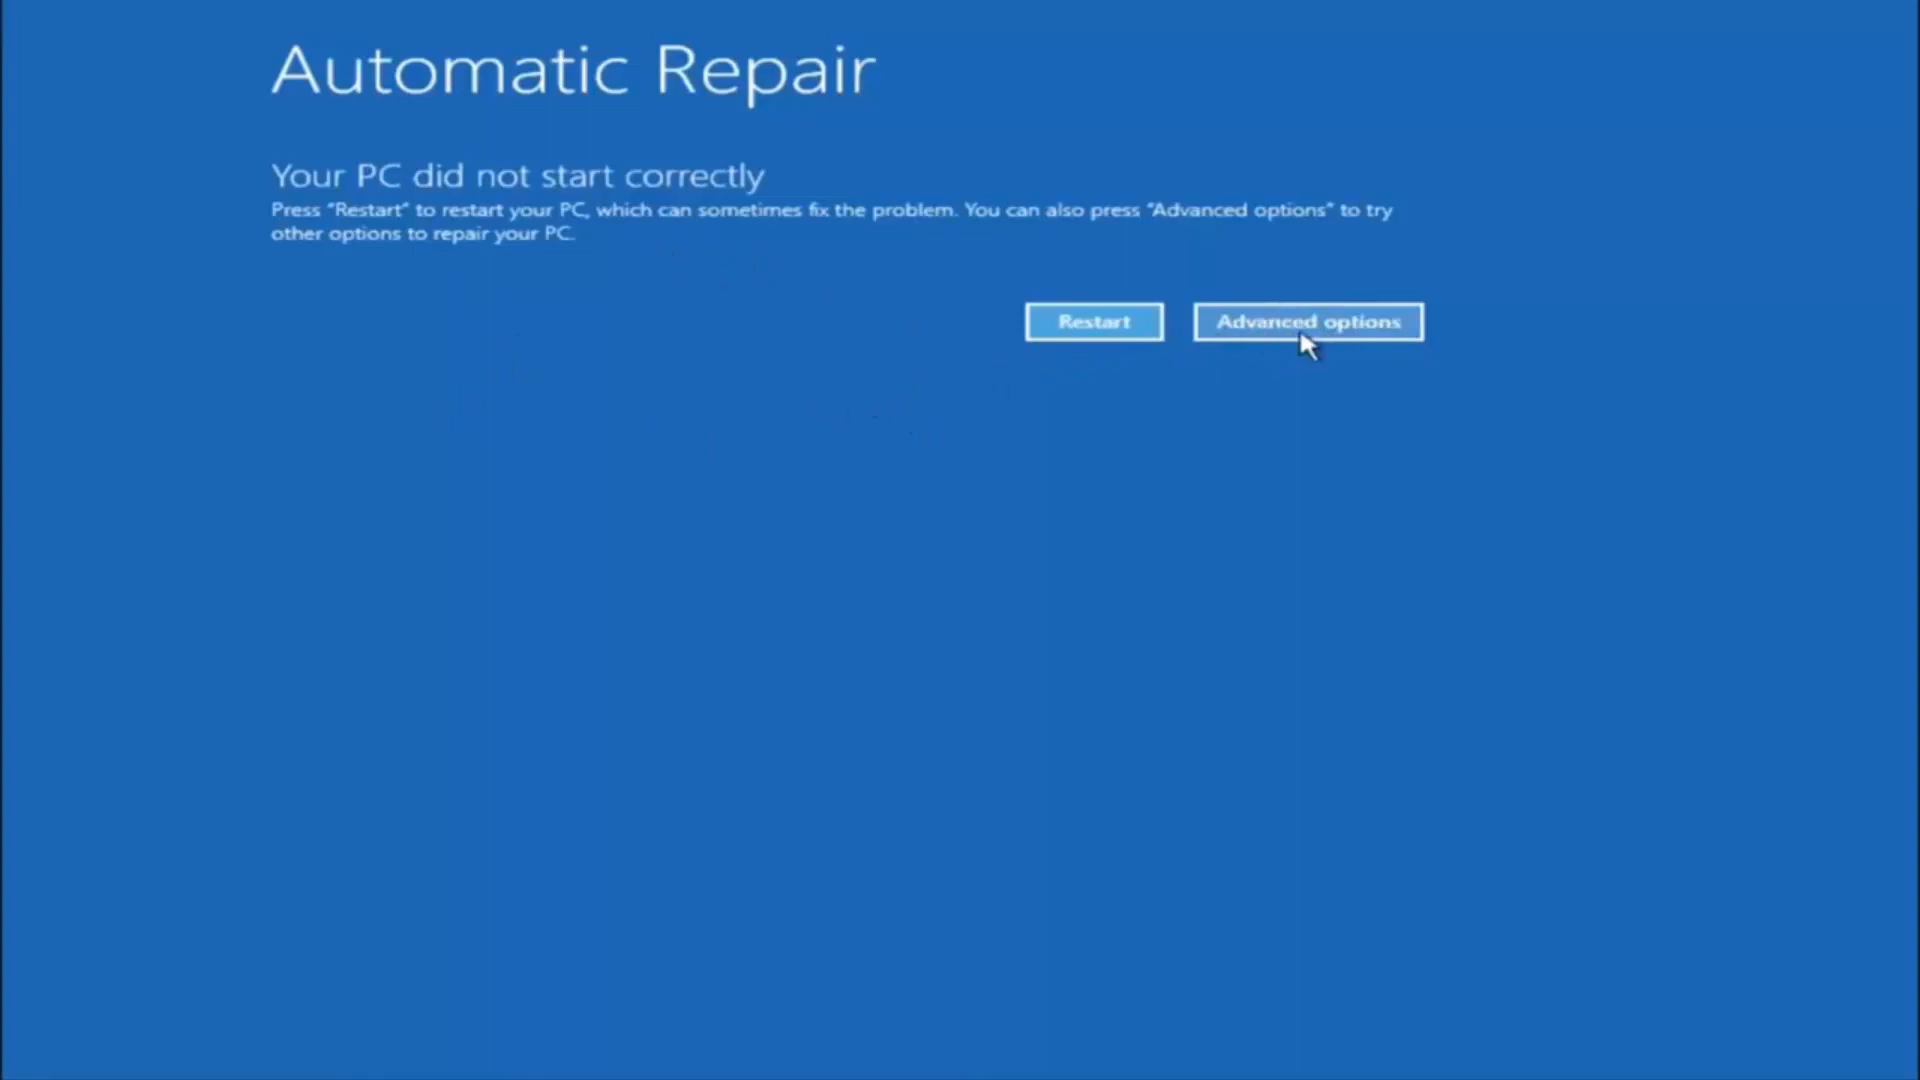 Automatic Repair
Your PC did not start correctly
Press “Restart” to restart your PC, which can sometimes fix the problem. You can also press “Advanced options” to try
other options to repair your PC.
Restart
Advanced options